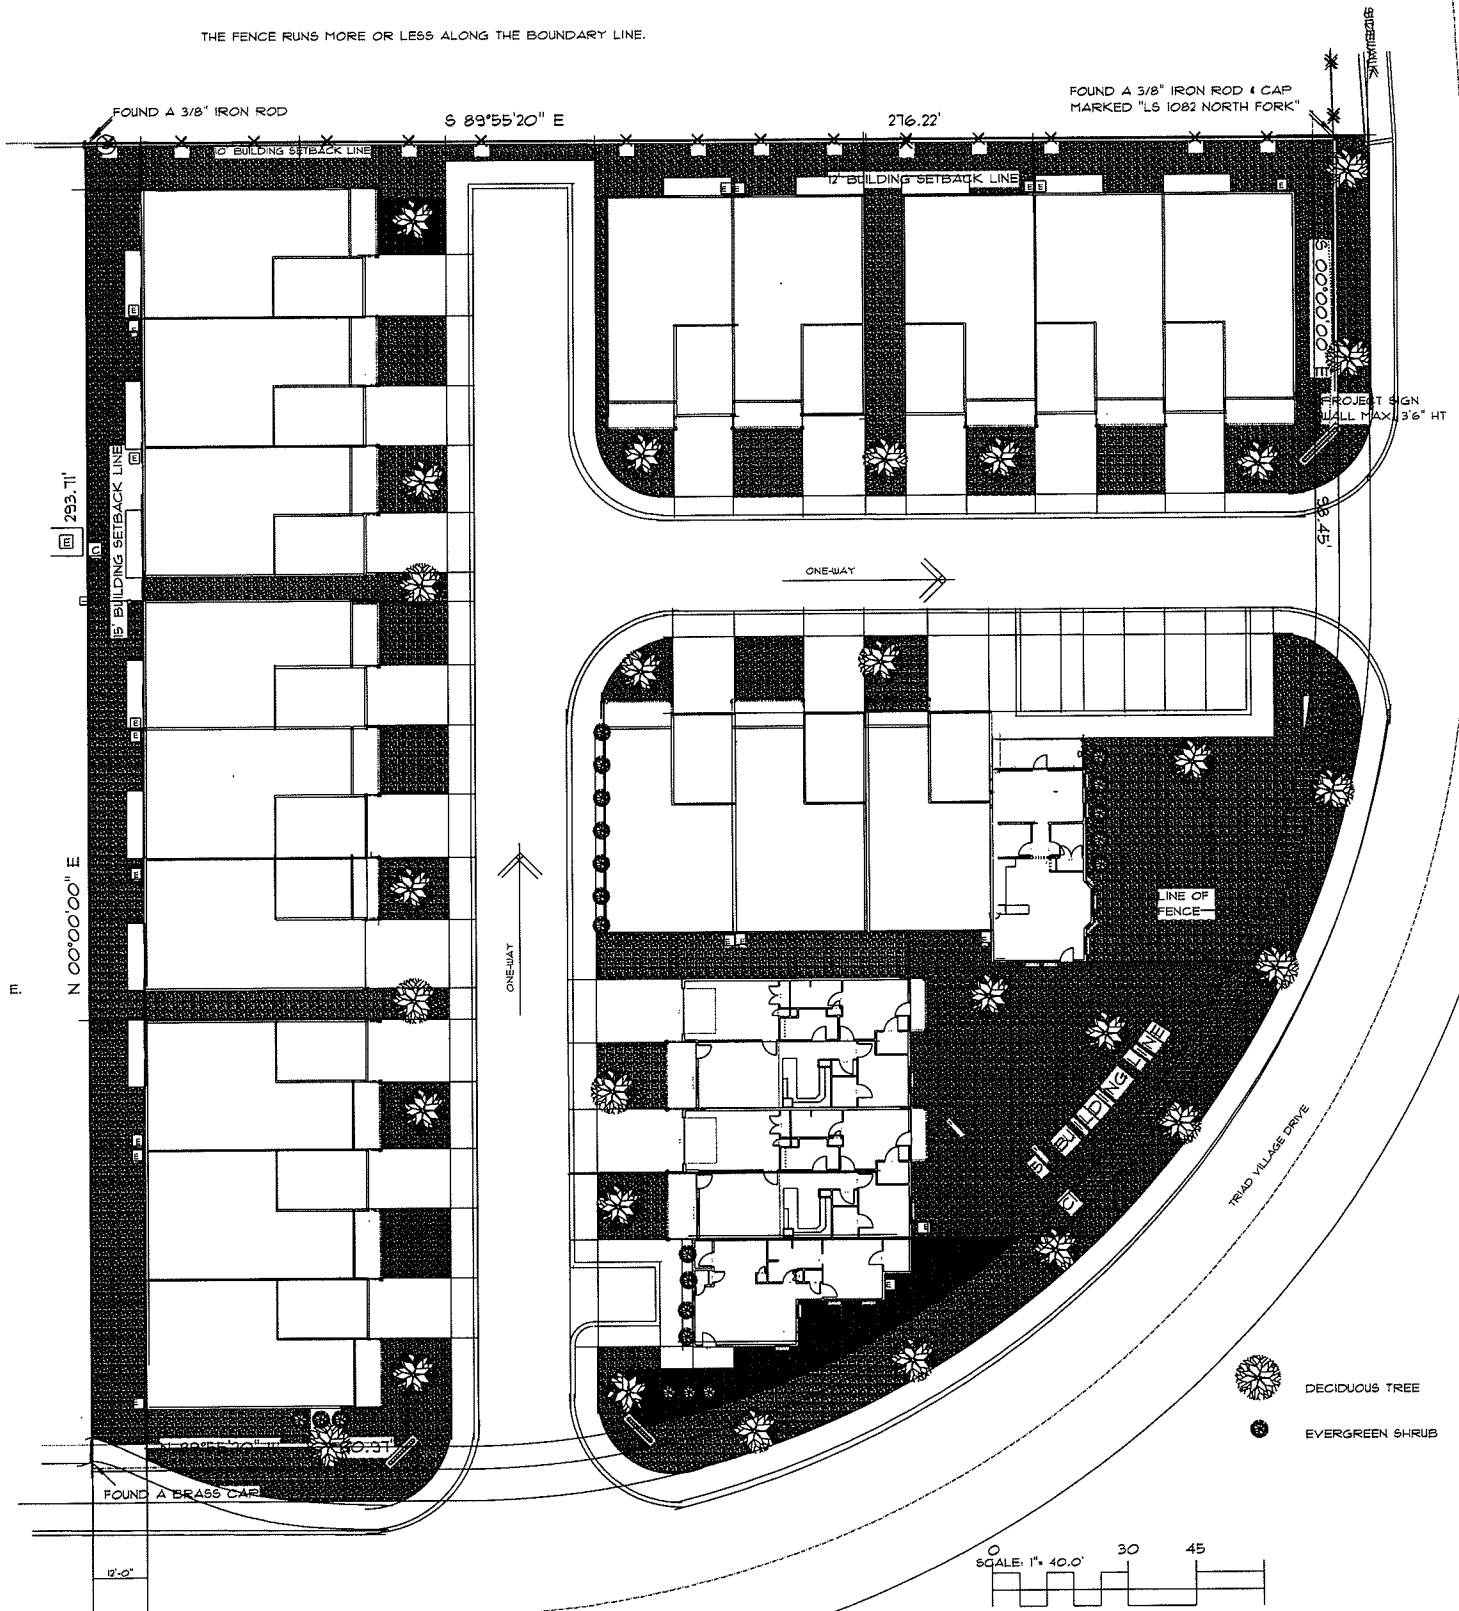 SIDEWALK
THE FENCE RUNS MORE OR LESS ALONG THE BOUNDARY LINE.
FOUND A 3/8" IRON ROD & CAP
MARKED "LS 1082 NORTH FORK"
FOUND A 3/8" IRON ROD
S 89°55'20" E
276.22'
BUILDING SETBACK LINE
12' BUILDING SETBACK LINE
E E
E E
E
S 00°00'00" E
E
PROJECT SIGN
WALL MAX. 3'6" HT
E
15' BUILDING SETBACK LINE
293.71'
E
C
98.45'
ONE-WAY
E
E
N 00°00'00" E
E
LINE OF
FENCE
E E
E
ONE-WAY
E.
BUILDING LINE
TRIAD VILLAGE DRIVE
C
E
E
E
E
E
DECIDUOUS TREE
EVERGREEN SHRUB
FOUND A BRASS CAP
0 30 45
SCALE: 1"= 40.0'
12'-0"